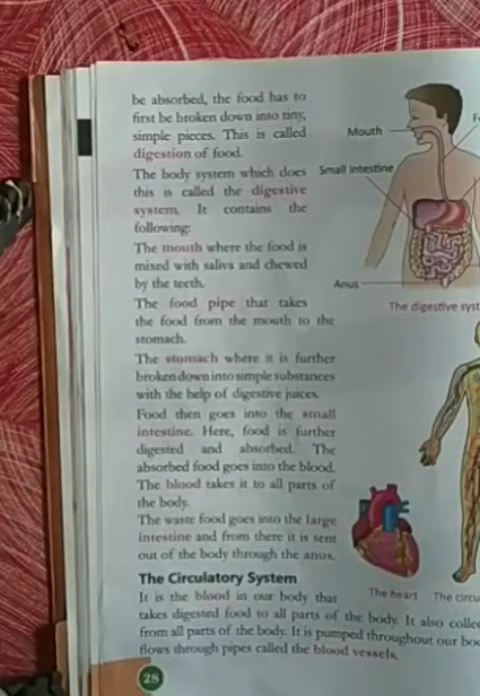 be absorbed, the food has to
first be broken down into tiny,
simple pieces. This is called
digestion of food.
The body system which does
this is called the digestive
system. It contains the
following:
The mouth where the food is
mixed with saliva and chewed
by the teeth.
The food pipe that takes
the food from the mouth to the
stomach.
The stomach where it is further
broken down into simple substances
with the help of digestive juices.
Food then goes into the small
intestine. Here, food is further
digested and absorbed. The
absorbed food goes into the blood.
The blood takes it to all parts of
the body.
The waste food goes into the large
intestine and from there it is sent
out of the body through the anus.
Mouth
Small intestine
Anus
The digestive syst
The heart The circu
The Circulatory System
It is the blood in our body that
takes digested food to all parts of the body. It also colle
from all parts of the body. It is pumped throughout our bo
flows through pipes called the blood vessels.
28